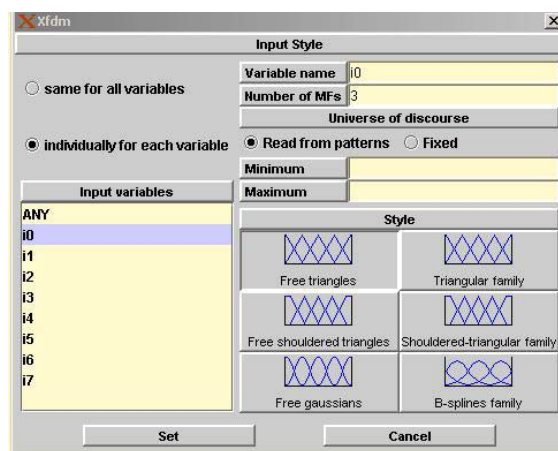 Xfdm
Input Style
same for all variables
individually for each variable
Input variables
ANY
i0
i1
i2
i3
i4
i5
i6
i7
Variable name i0
Number of MFs 3
Universe of discourse
Read from patterns Fixed
Minimum
Maximum
Style
Free triangles Triangular family
Free shouldered triangles Shouldered-triangular family
Free gaussians B-splines family
Set Cancel